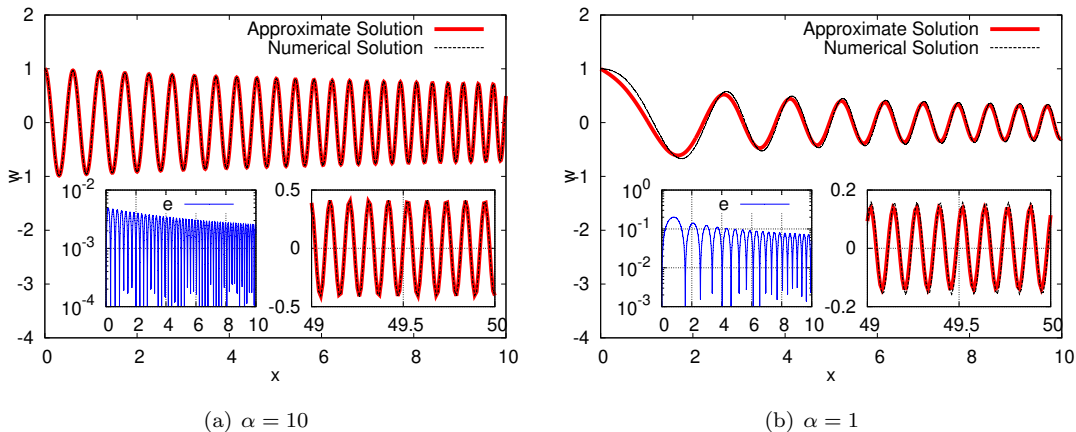 2
1
0
-1
-2
-3
-4
w
Approximate Solution
Numerical Solution
10^-2
10^-3
10^-4
e
0 2 4 6 8 10
0.5
0
-0.5
49 49.5 50
0 2 4 6 8 10
x
(a) α = 10
2
1
0
-1
-2
-3
-4
w
Approximate Solution
Numerical Solution
10^0
10^-1
10^-2
10^-3
e
0 2 4 6 8 10
0.2
0
-0.2
49 49.5 50
0 2 4 6 8 10
x
(b) α = 1